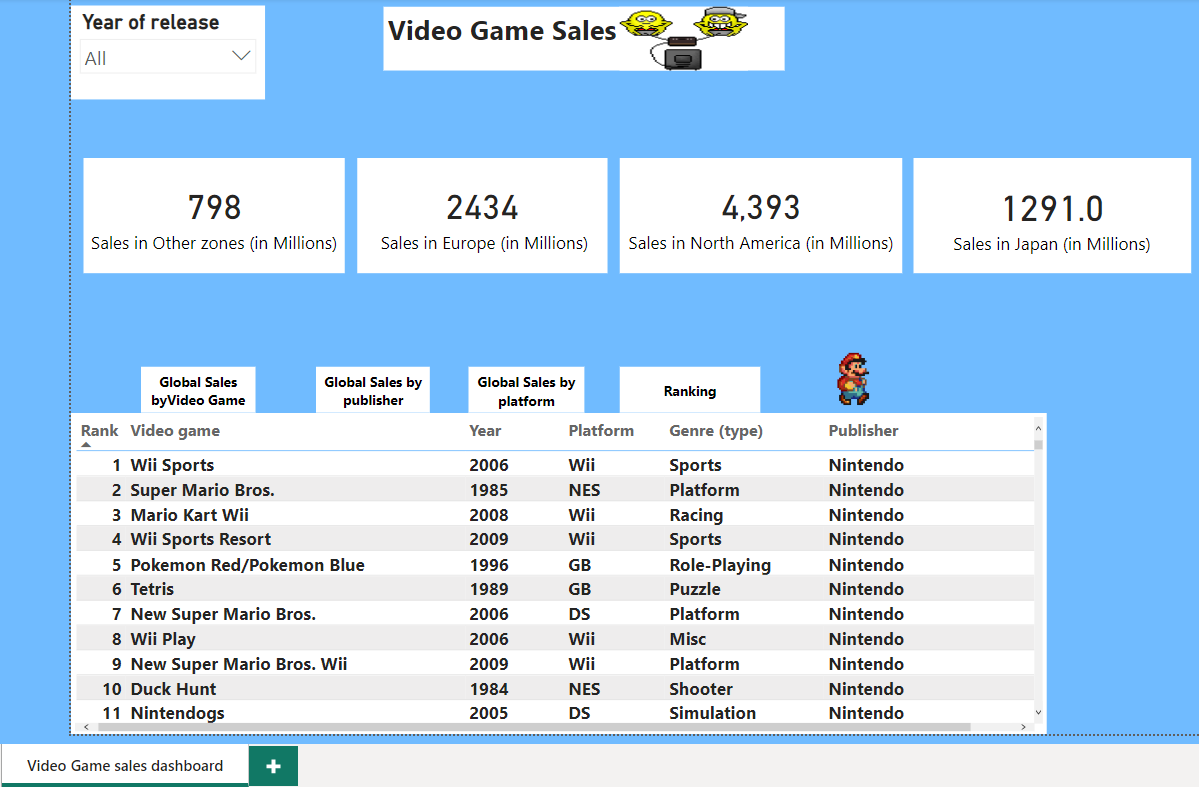 Year of release
All
Video Game Sales
798
Sales in Other zones (in Millions)
2434
Sales in Europe (in Millions)
4,393
Sales in North America (in Millions)
1291.0
Sales in Japan (in Millions)
Global Sales
byVideo Game
Global Sales by
publisher
Global Sales by
platform
Ranking
Rank Video game Year Platform Genre (type) Publisher
1 Wii Sports 2006 Wii Sports Nintendo
2 Super Mario Bros. 1985 NES Platform Nintendo
3 Mario Kart Wii 2008 Wii Racing Nintendo
4 Wii Sports Resort 2009 Wii Sports Nintendo
5 Pokemon Red/Pokemon Blue 1996 GB Role-Playing Nintendo
6 Tetris 1989 GB Puzzle Nintendo
7 New Super Mario Bros. 2006 DS Platform Nintendo
8 Wii Play 2006 Wii Misc Nintendo
9 New Super Mario Bros. Wii 2009 Wii Platform Nintendo
10 Duck Hunt 1984 NES Shooter Nintendo
11 Nintendogs 2005 DS Simulation Nintendo
Video Game sales dashboard
+